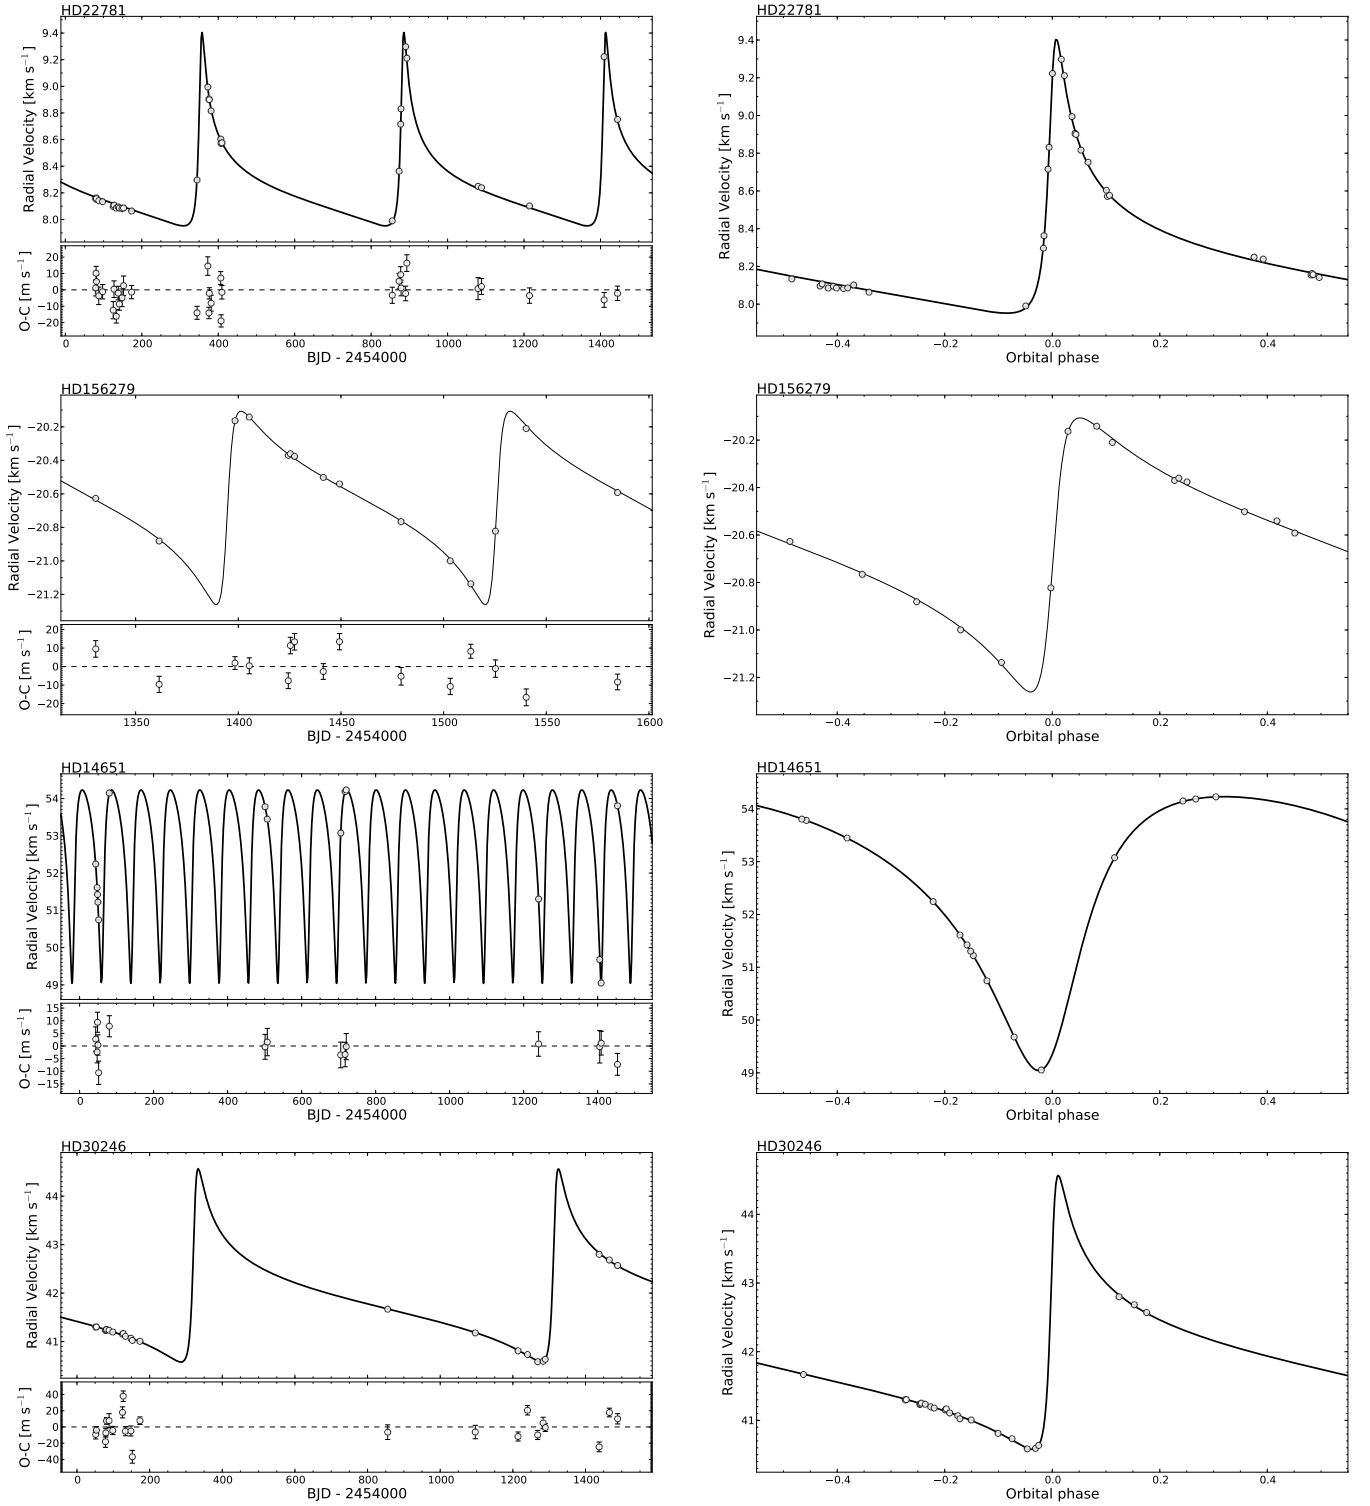 HD22781
Radial Velocity [km s⁻¹]
9.4
9.2
9.0
8.8
8.6
8.4
8.2
8.0
O-C [m s⁻¹]
20
10
0
−10
−20
0 200 400 600 800 1000 1200 1400
BJD - 2454000
HD22781
Radial Velocity [km s⁻¹]
9.4
9.2
9.0
8.8
8.6
8.4
8.2
8.0
−0.4 −0.2 0.0 0.2 0.4
Orbital phase
HD156279
Radial Velocity [km s⁻¹]
−20.2
−20.4
−20.6
−20.8
−21.0
−21.2
O-C [m s⁻¹]
20
10
0
−10
−20
1350 1400 1450 1500 1550 1600
BJD - 2454000
HD156279
Radial Velocity [km s⁻¹]
−20.2
−20.4
−20.6
−20.8
−21.0
−21.2
−0.4 −0.2 0.0 0.2 0.4
Orbital phase
HD14651
Radial Velocity [km s⁻¹]
54
53
52
51
50
49
O-C [m s⁻¹]
15
10
5
0
−5
−10
−15
0 200 400 600 800 1000 1200 1400
BJD - 2454000
HD14651
Radial Velocity [km s⁻¹]
54
53
52
51
50
49
−0.4 −0.2 0.0 0.2 0.4
Orbital phase
HD30246
Radial Velocity [km s⁻¹]
44
43
42
41
O-C [m s⁻¹]
40
20
0
−20
−40
0 200 400 600 800 1000 1200 1400
BJD - 2454000
HD30246
Radial Velocity [km s⁻¹]
44
43
42
41
−0.4 −0.2 0.0 0.2 0.4
Orbital phase